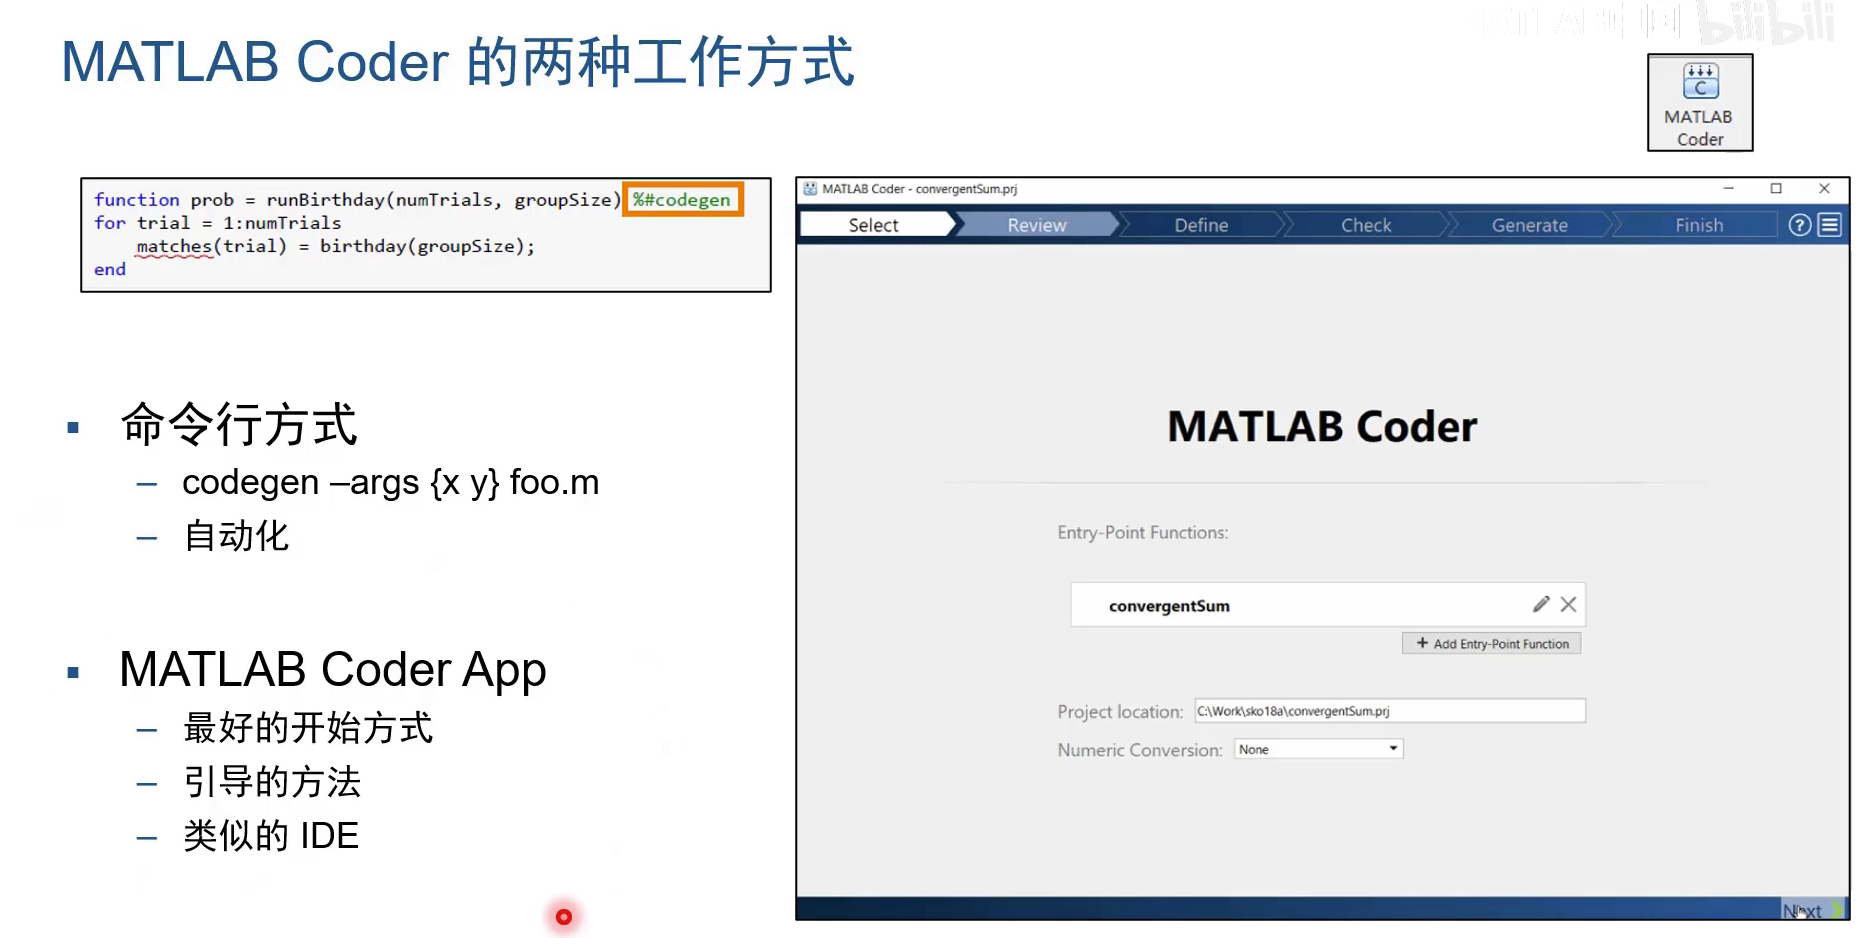 MATLAB Coder 的两种工作方式
bilibili
MATLAB
Coder
function prob = runBirthday(numTrials, groupSize) %#codegen
for trial = 1:numTrials
matches(trial) = birthday(groupSize);
end
命令行方式
– codegen –args {x y} foo.m
– 自动化
MATLAB Coder App
– 最好的开始方式
– 引导的方法
– 类似的 IDE
MATLAB Coder - convergentSum.prj
Select Review Define Check Generate Finish
MATLAB Coder
Entry-Point Functions:
convergentSum
+ Add Entry-Point Function
Project location: C:\Work\sko18a\convergentSum.prj
Numeric Conversion: None
Next